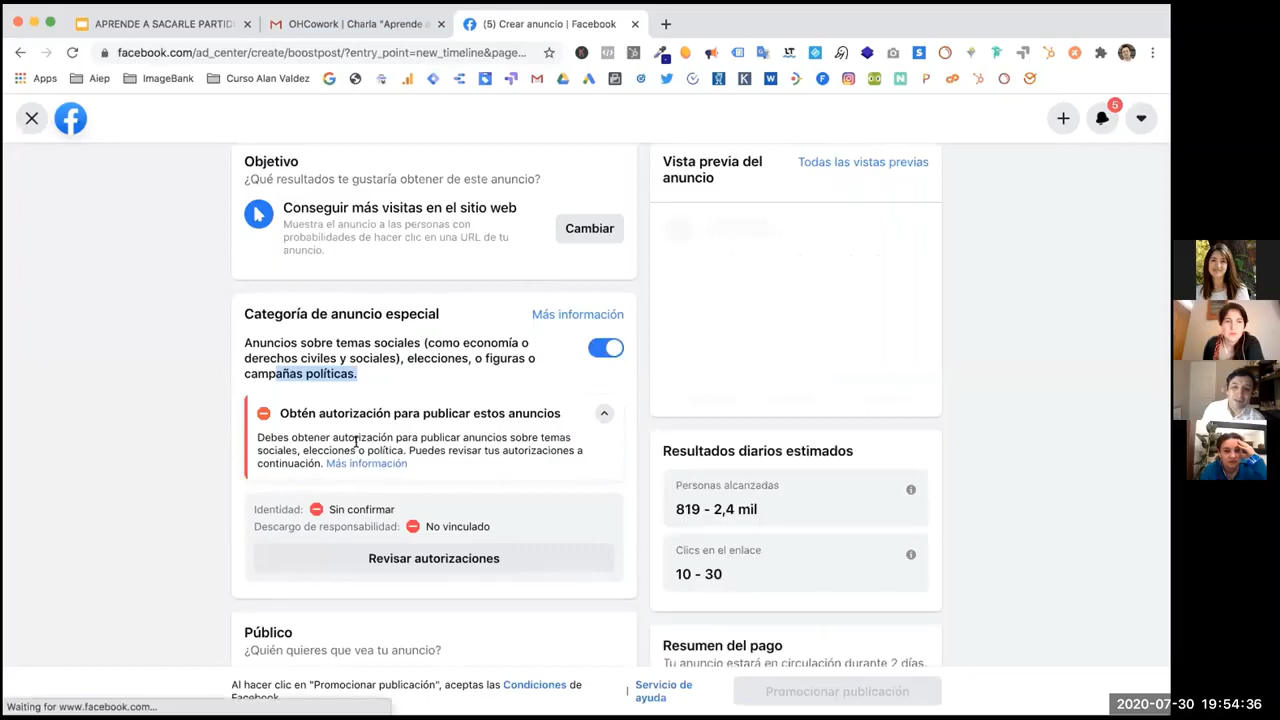 APRENDE A SACARLE PARTID
OHCowork | Charla "Aprende e
(5) Crear anuncio | Facebook
facebook.com/ad_center/create/boostpost/?entry_point=new_timeline&page...
Apps
Aiep
ImageBank
Curso Alan Valdez
5
Objetivo
¿Qué resultados te gustaría obtener de este anuncio?
Conseguir más visitas en el sitio web
Muestra el anuncio a las personas con
probabilidades de hacer clic en una URL de tu
anuncio.
Cambiar
Categoría de anuncio especial
Más información
Anuncios sobre temas sociales (como economía o
derechos civiles y sociales), elecciones, o figuras o
campañas políticas.
Obtén autorización para publicar estos anuncios
Debes obtener autorización para publicar anuncios sobre temas
sociales, elecciones o política. Puedes revisar tus autorizaciones a
continuación. Más información
Identidad: Sin confirmar
Descargo de responsabilidad: No vinculado
Revisar autorizaciones
Público
¿Quién quieres que vea tu anuncio?
Vista previa del
anuncio
Todas las vistas previas
Resultados diarios estimados
Personas alcanzadas
819 - 2,4 mil
Clics en el enlace
10 - 30
Resumen del pago
Tu anuncio estará en circulación durante 2 días.
Al hacer clic en "Promocionar publicación", aceptas las Condiciones de
Facebook
Servicio de
ayuda
Promocionar publicación
Waiting for www.facebook.com...
2020-07-30 19:54:36